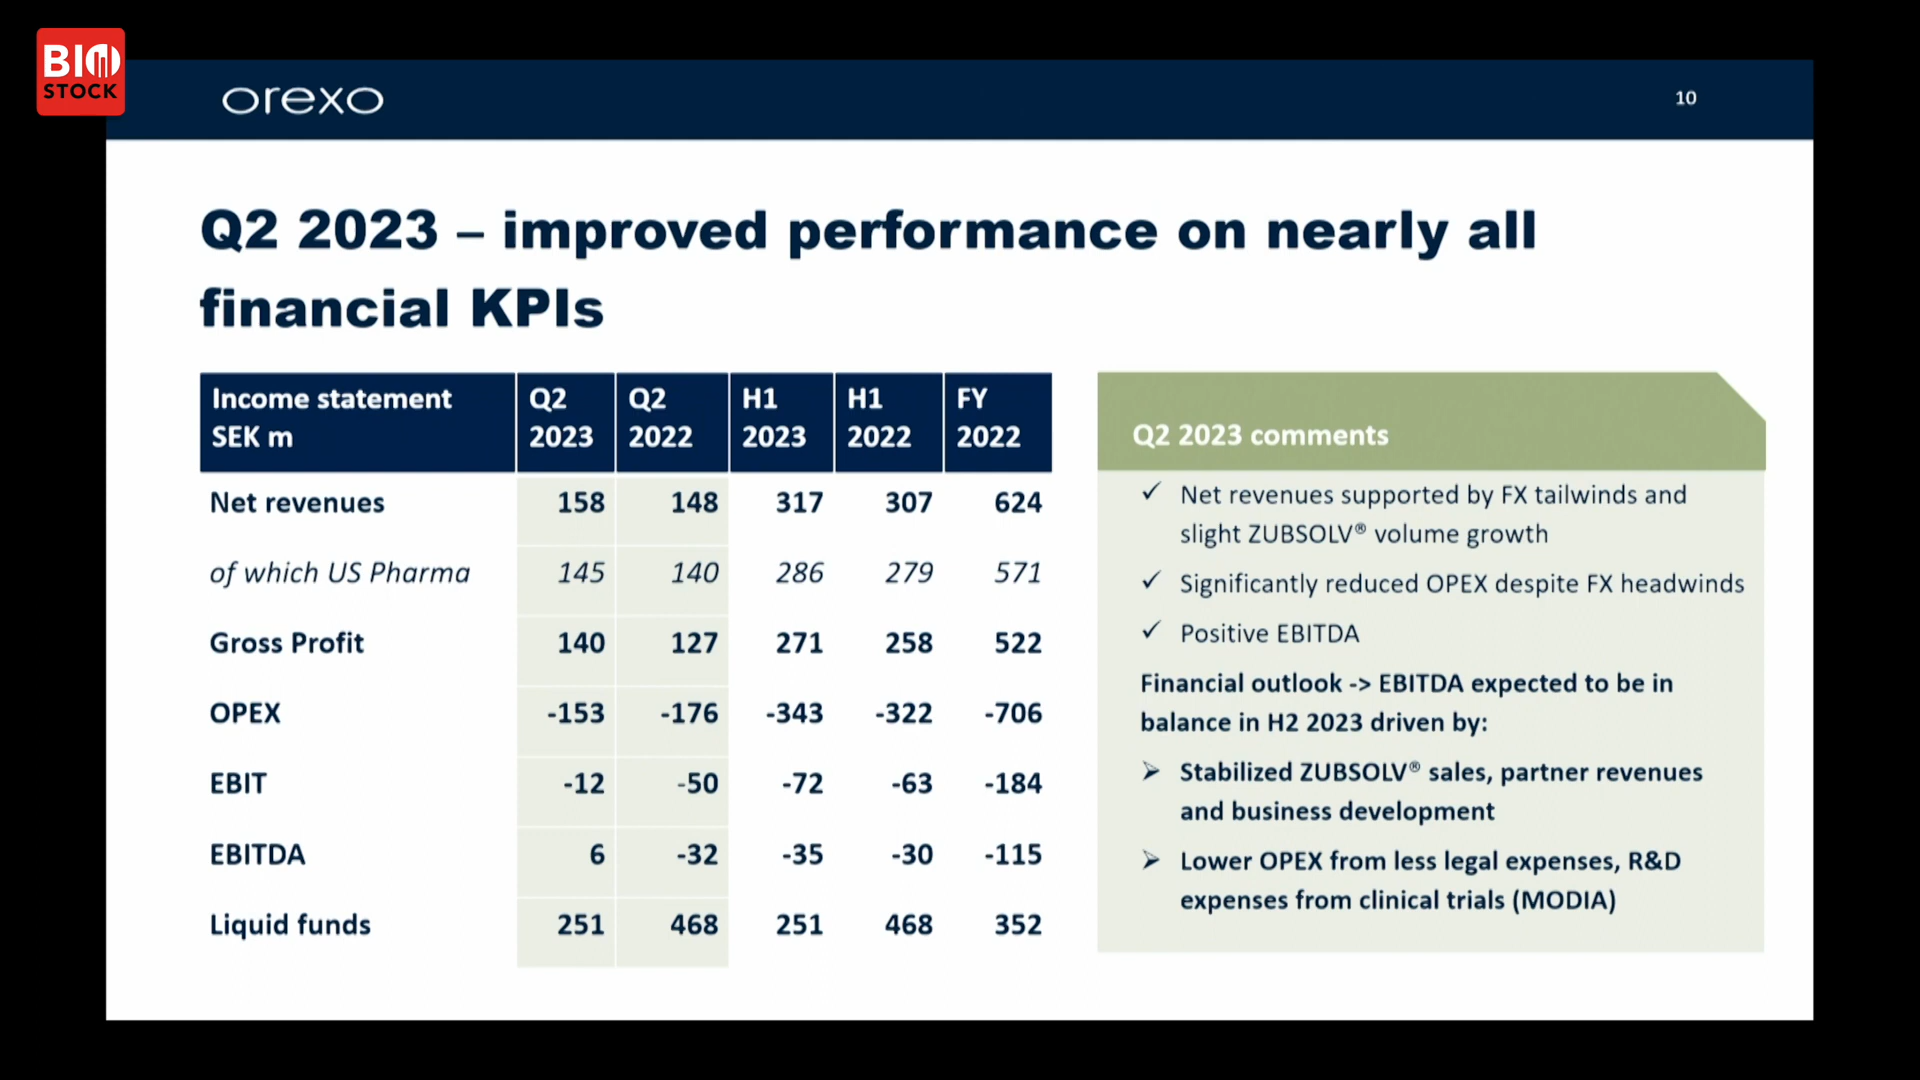 BIO
STOCK
orexo
10
Q2 2023 – improved performance on nearly all
financial KPIs
Income statement SEK m Q2 2023 Q2 2022 H1 2023 H1 2022 FY 2022
Net revenues 158 148 317 307 624
of which US Pharma 145 140 286 279 571
Gross Profit 140 127 271 258 522
OPEX -153 -176 -343 -322 -706
EBIT -12 -50 -72 -63 -184
EBITDA 6 -32 -35 -30 -115
Liquid funds 251 468 251 468 352
Q2 2023 comments
✓ Net revenues supported by FX tailwinds and
slight ZUBSOLV® volume growth
✓ Significantly reduced OPEX despite FX headwinds
✓ Positive EBITDA
Financial outlook -> EBITDA expected to be in
balance in H2 2023 driven by:
➢ Stabilized ZUBSOLV® sales, partner revenues
and business development
➢ Lower OPEX from less legal expenses, R&D
expenses from clinical trials (MODIA)